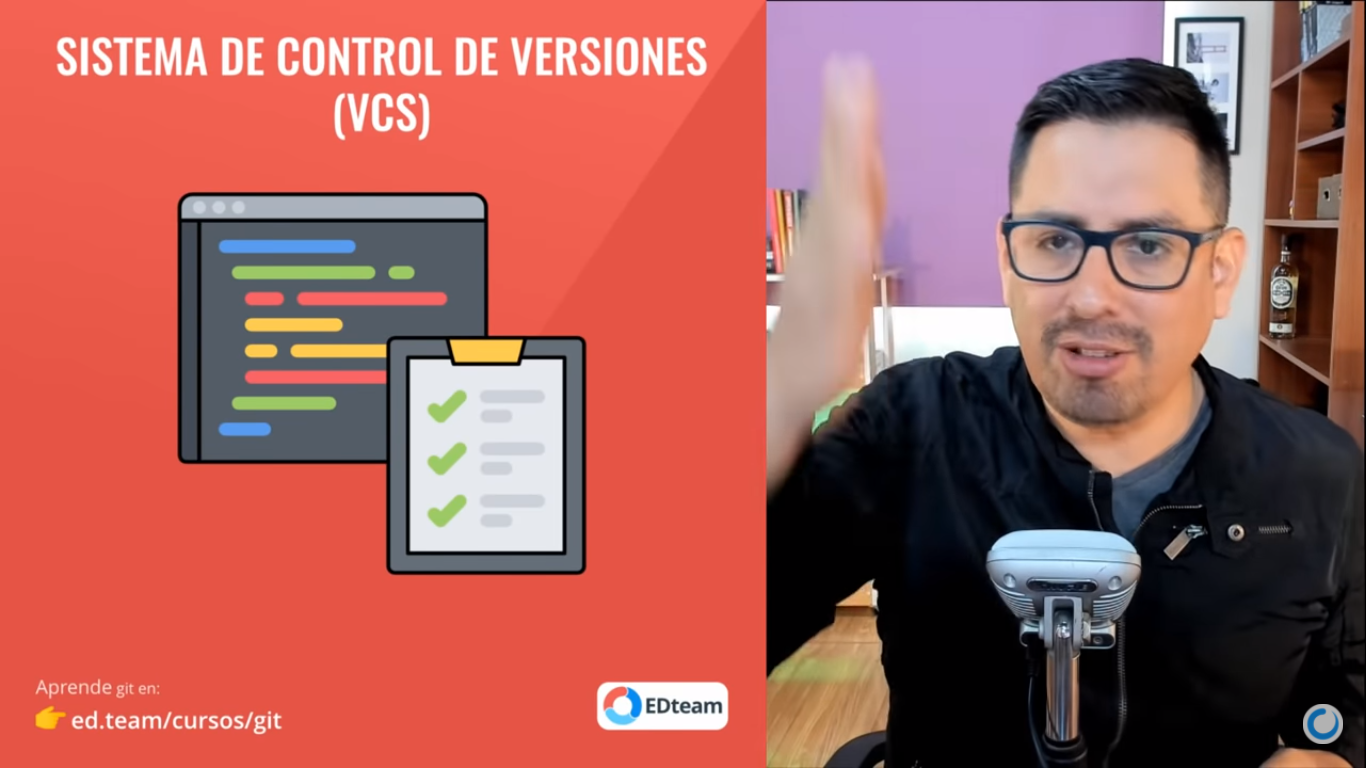 SISTEMA DE CONTROL DE VERSIONES
(VCS)
Aprende git en:
👉 ed.team/cursos/git
EDteam